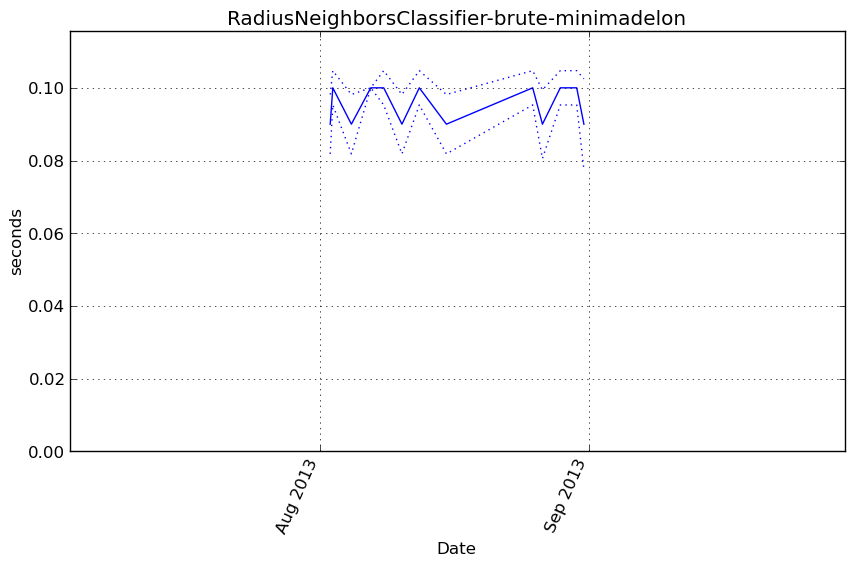 RadiusNeighborsClassifier-brute-minimadelon
0.10
0.08
0.06
0.04
0.02
0.00
seconds
Aug 2013
Sep 2013
Date